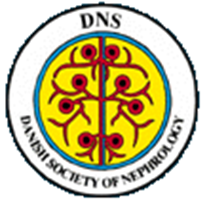 DNS
DANISH SOCIETY OF NEPHROLOGY